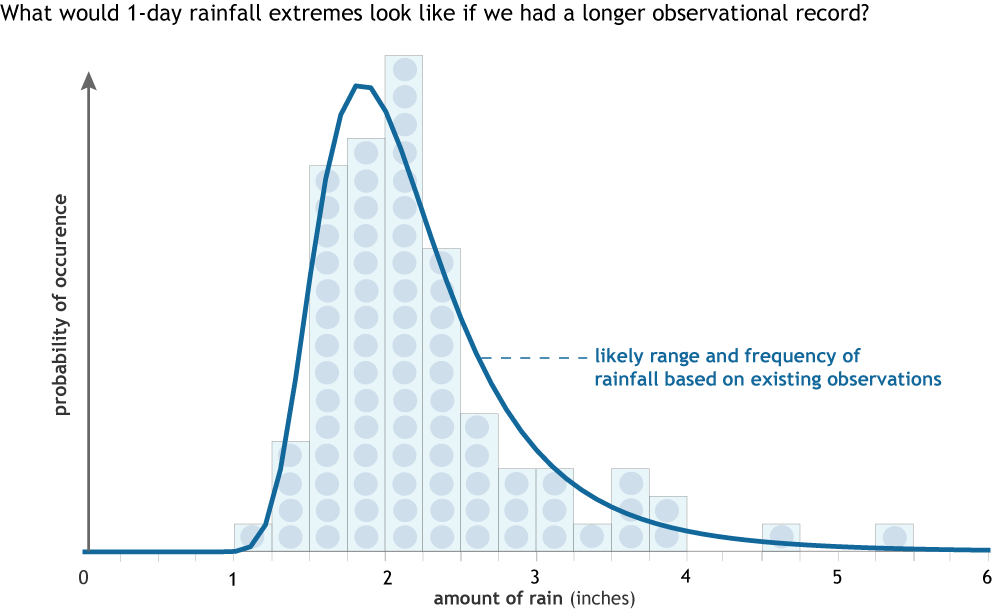 What would 1-day rainfall extremes look like if we had a longer observational record?
probability of occurence
likely range and frequency of
rainfall based on existing observations
0 1 2 3 4 5 6
amount of rain (inches)